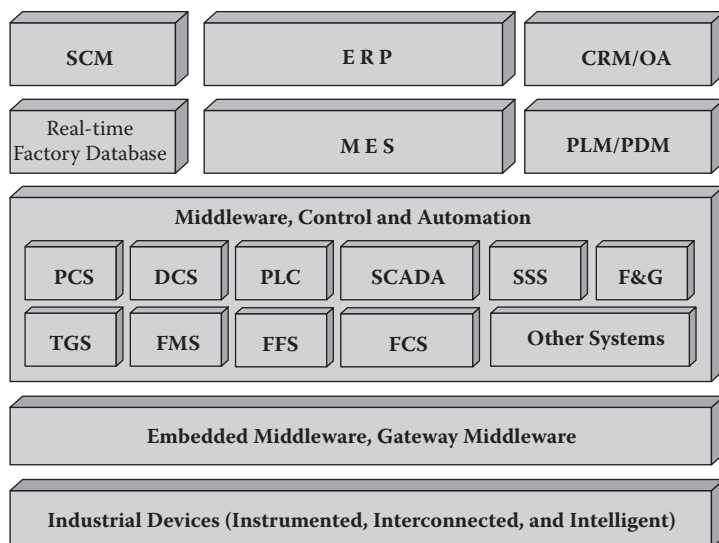 SCM
E R P
CRM/OA
Real-time
Factory Database
M E S
PLM/PDM
Middleware, Control and Automation
PCS
DCS
PLC
SCADA
SSS
F&G
TGS
FMS
FFS
FCS
Other Systems
Embedded Middleware, Gateway Middleware
Industrial Devices (Instrumented, Interconnected, and Intelligent)